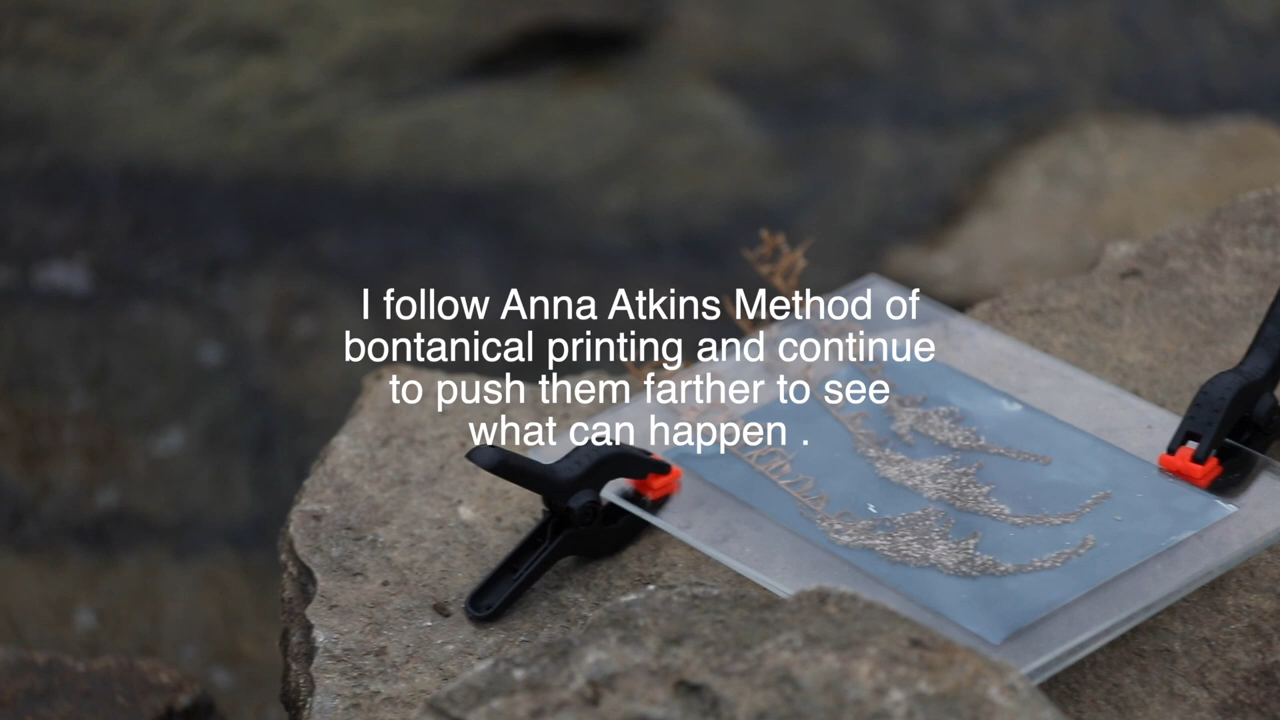 I follow Anna Atkins Method of
bontanical printing and continue
to push them farther to see
what can happen .